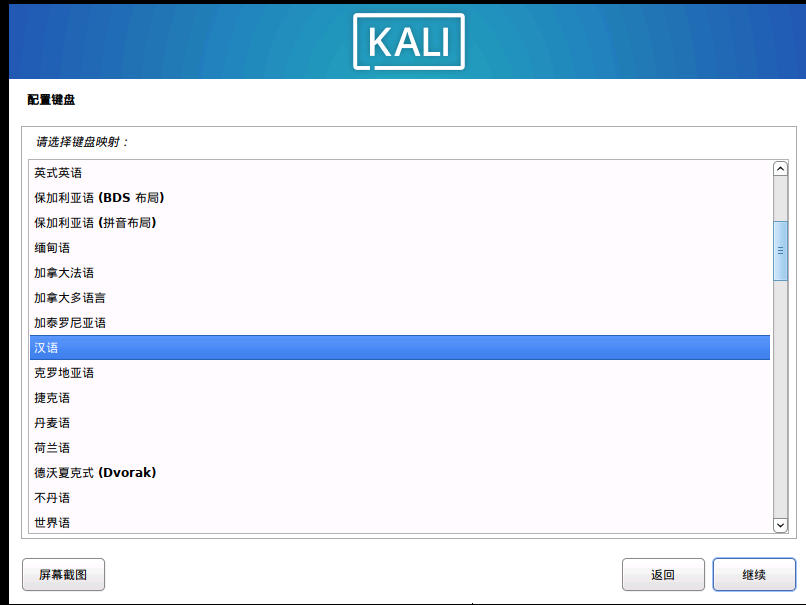 KALI
配置键盘
请选择键盘映射：
英式英语
保加利亚语 (BDS 布局)
保加利亚语 (拼音布局)
缅甸语
加拿大法语
加拿大多语言
加泰罗尼亚语
汉语
克罗地亚语
捷克语
丹麦语
荷兰语
德沃夏克式 (Dvorak)
不丹语
世界语
屏幕截图
返回
继续